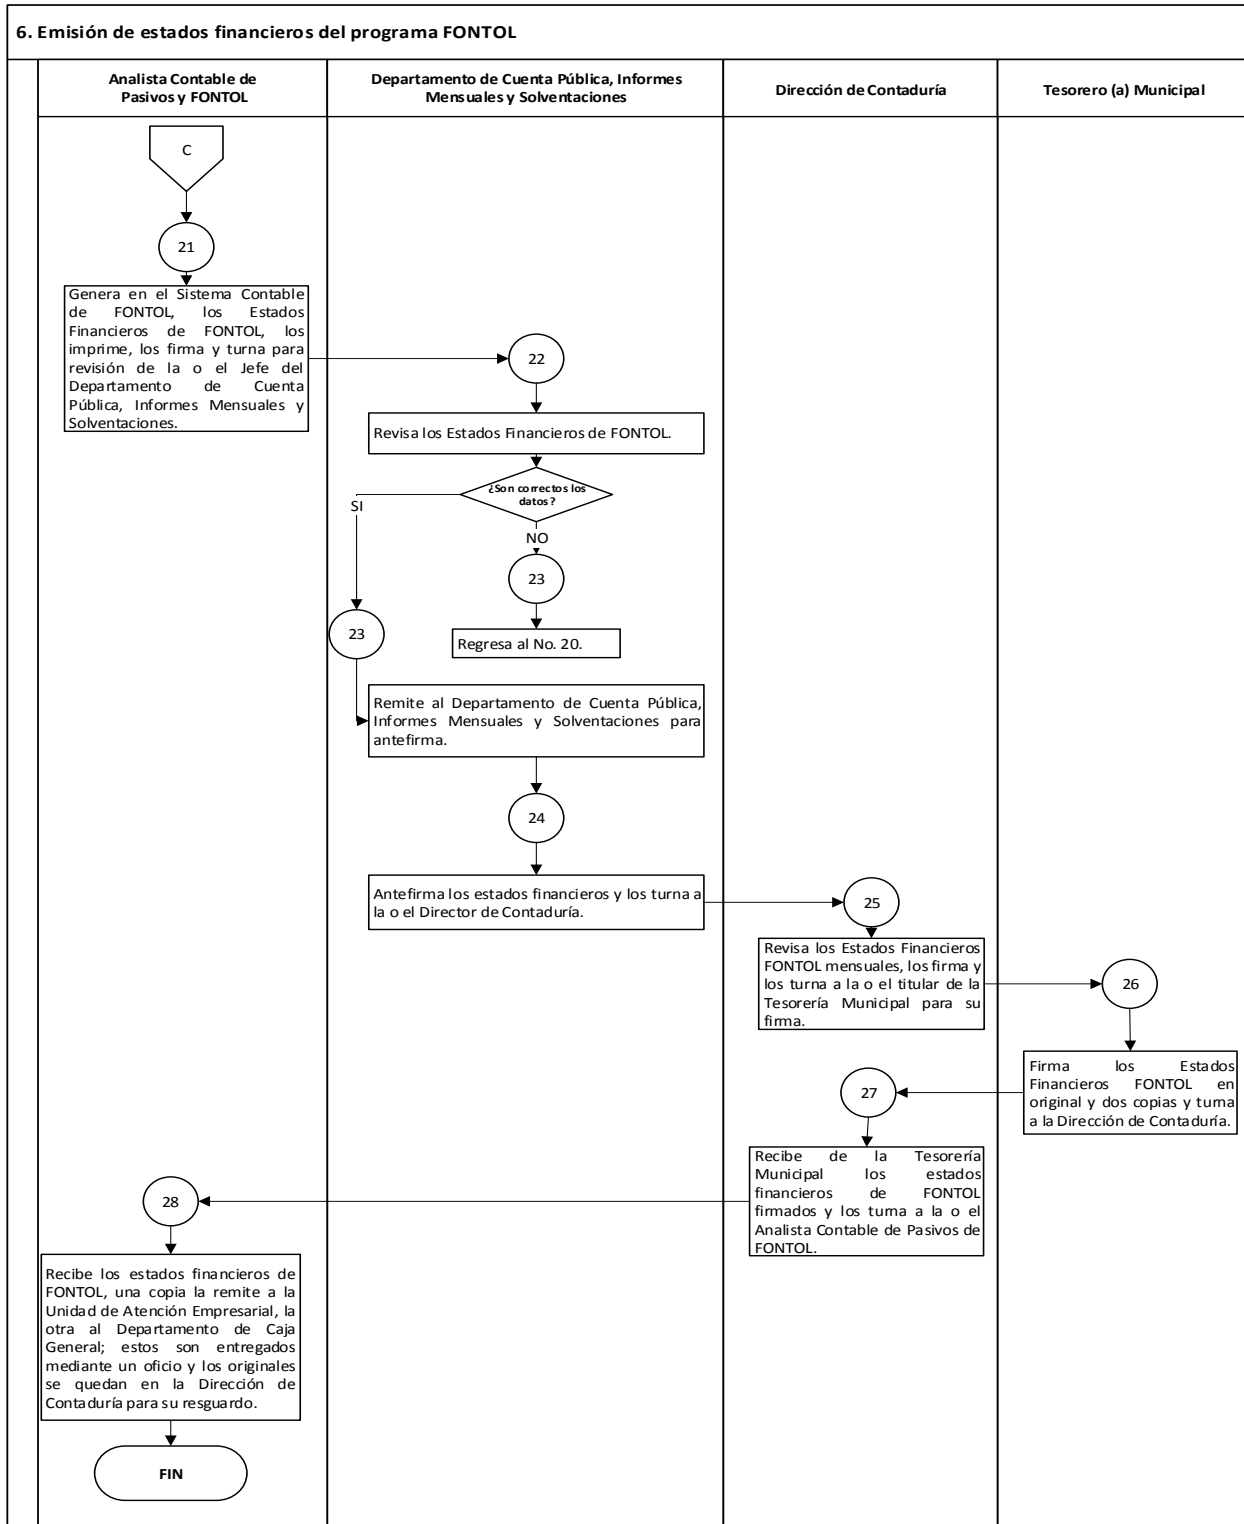 6. Emisión de estados financieros del programa FONTOL
Analista Contable de
Pasivos y FONTOL
Departamento de Cuenta Pública, Informes
Mensuales y Solventaciones
Dirección de Contaduría
Tesorero (a) Municipal
C
21
Genera en el Sistema Contable
de FONTOL, los Estados
Financieros de FONTOL, los
imprime, los firma y turna para
revisión de la o el Jefe del
Departamento de Cuenta
Pública, Informes Mensuales y
Solventaciones.
22
Revisa los Estados Financieros de FONTOL.
¿Son correctos los
datos?
SI
NO
23
23
Regresa al No. 20.
Remite al Departamento de Cuenta Pública,
Informes Mensuales y Solventaciones para
antefirma.
24
Antefirma los estados financieros y los turna a
la o el Director de Contaduría.
25
Revisa los Estados Financieros
FONTOL mensuales, los firma y
los turna a la o el titular de la
Tesorería Municipal para su
firma.
26
Firma los Estados
Financieros FONTOL en
original y dos copias y turna
a la Dirección de Contaduría.
27
Recibe de la Tesorería
Municipal los estados
financieros de FONTOL
firmados y los turna a la o el
Analista Contable de Pasivos de
FONTOL.
28
Recibe los estados financieros de
FONTOL, una copia la remite a la
Unidad de Atención Empresarial, la
otra al Departamento de Caja
General; estos son entregados
mediante un oficio y los originales
se quedan en la Dirección de
Contaduría para su resguardo.
FIN